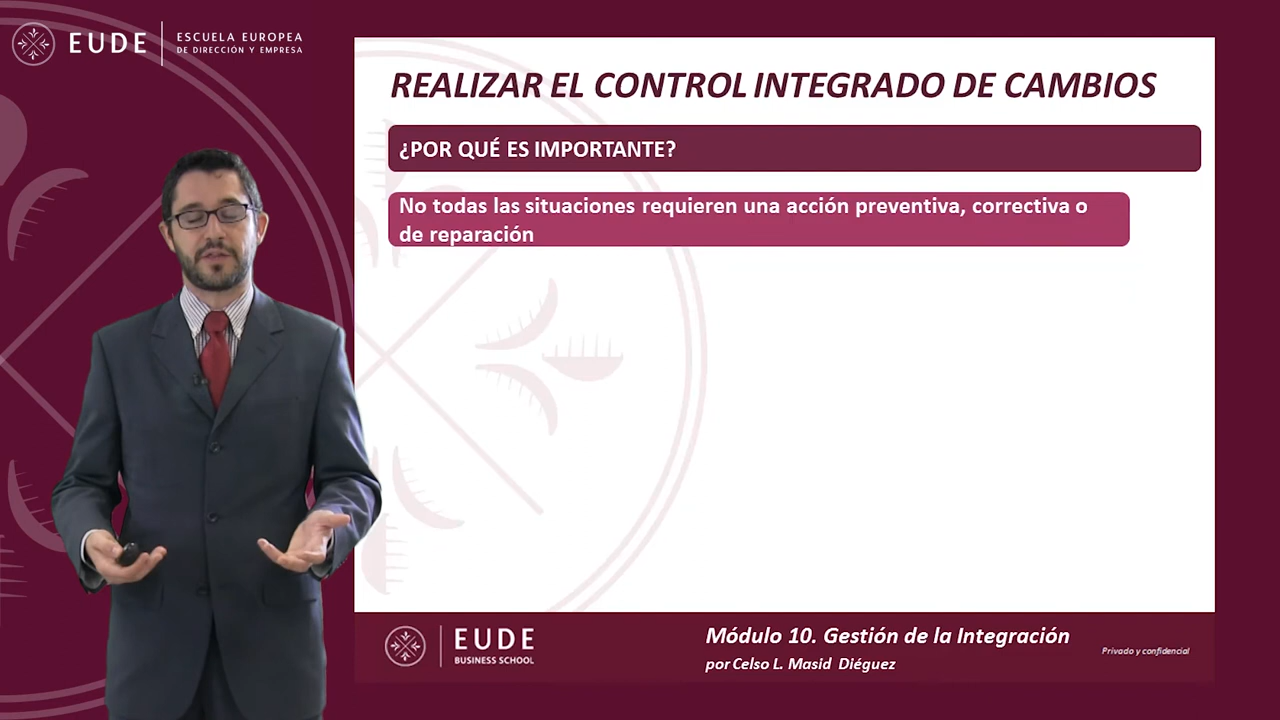 EUDE
ESCUELA EUROPEA
DE DIRECCIÓN Y EMPRESA
REALIZAR EL CONTROL INTEGRADO DE CAMBIOS
¿POR QUÉ ES IMPORTANTE?
No todas las situaciones requieren una acción preventiva, correctiva o
de reparación
EUDE
BUSINESS SCHOOL
Módulo 10. Gestión de la Integración
por Celso L. Masid Diéguez
Privado y confidencial